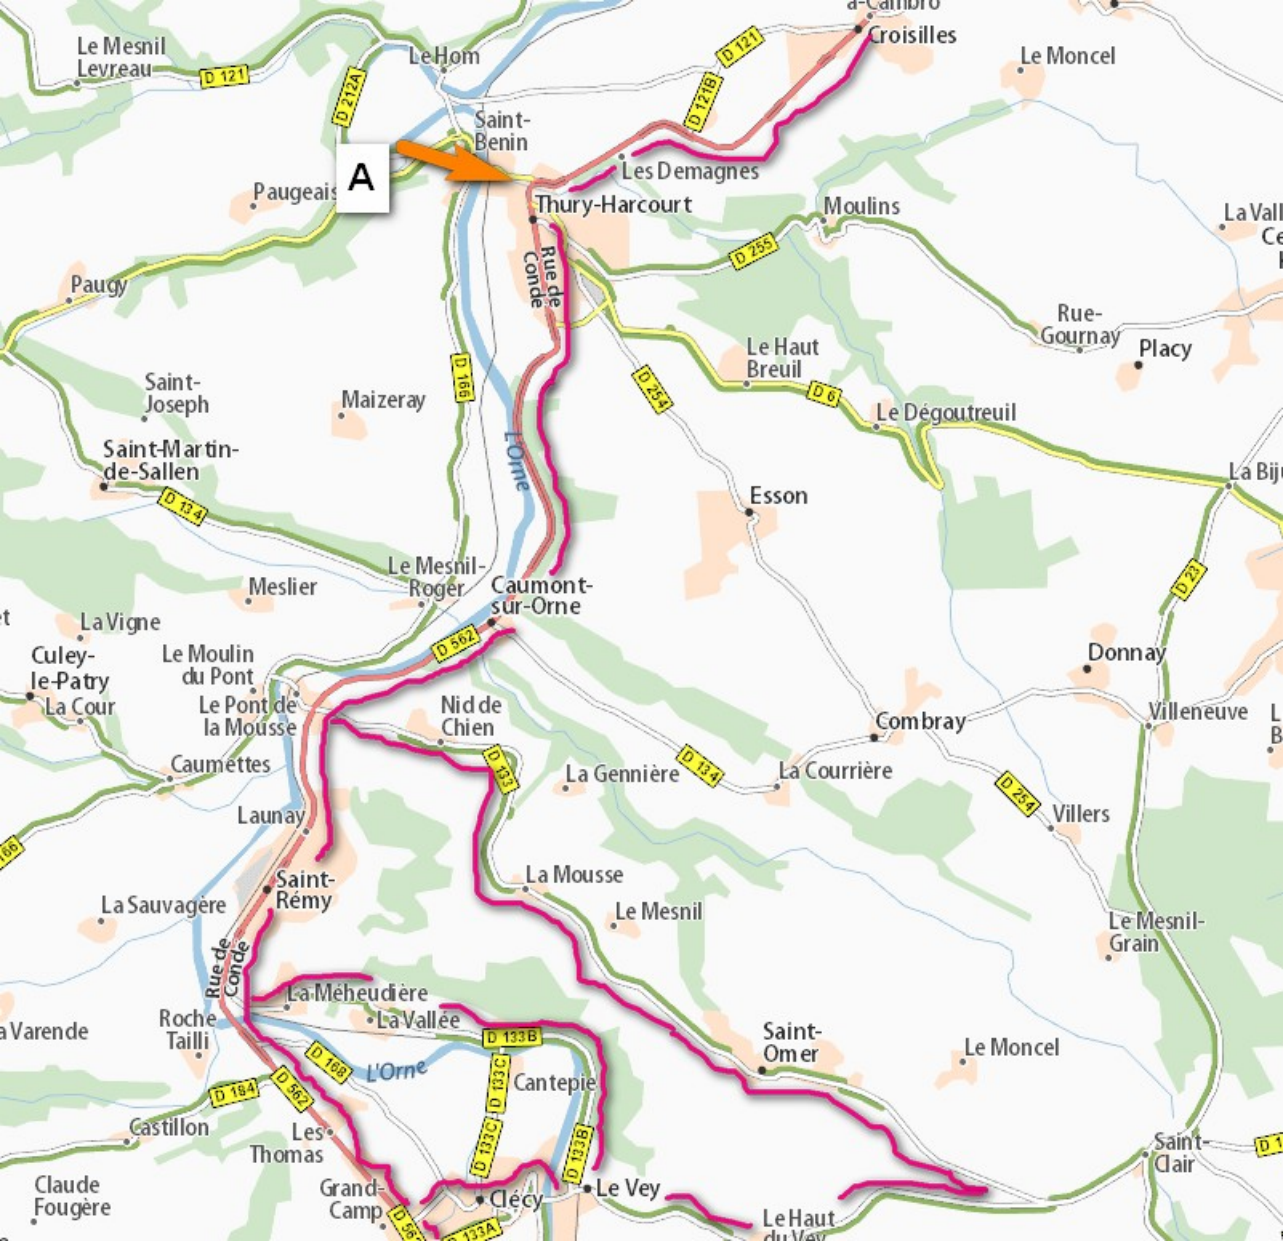 a-Cambro
Croisilles
Le Mesnil
Levreau
D 121
Le Hom
D 212A
D 121
D 121B
Le Moncel
Saint-
Benin
A
Les Demagnes
Paugeais
Thury-Harcourt
Moulins
La Vall
Ce
D 255
Rue de
Conde
Paugy
Rue-
Gournay
Placy
Le Haut
Breuil
D 166
D 254
D 6
Saint-
Joseph
Maizeray
Le Dégoutreuil
L'Orne
Saint-Martin-
de-Sallen
La Bij
D 134
Esson
Le Mesnil-
Roger
Meslier
Caumont-
sur-Orne
D 23
La Vigne
D 562
Culey-
le-Patry
Le Moulin
du Pont
Donnay
La Cour
Le Pont de
la Mousse
Nid de
Chien
Combray
Villeneuve
L
B
Caumettes
D 133
La Gennière
D 134
La Courrière
D 254
Launay
Villers
166
Saint-
Rémy
La Mousse
La Sauvagère
Le Mesnil
Le Mesnil-
Grain
Rue de
Conde
La Méheudière
La Vallée
a Varende
Roche
Tailli
D 133B
Saint-
Omer
Le Moncel
D 168
L'Orne
D 133C
Cantepie
D 184
D 562
Castillon
Les
Thomas
D 133C
D 133B
Saint-
Clair
D 1
Claude
Fougère
Grand-
Camp
Clécy
Le Vey
D 56
D 133A
Le Haut
du Vey